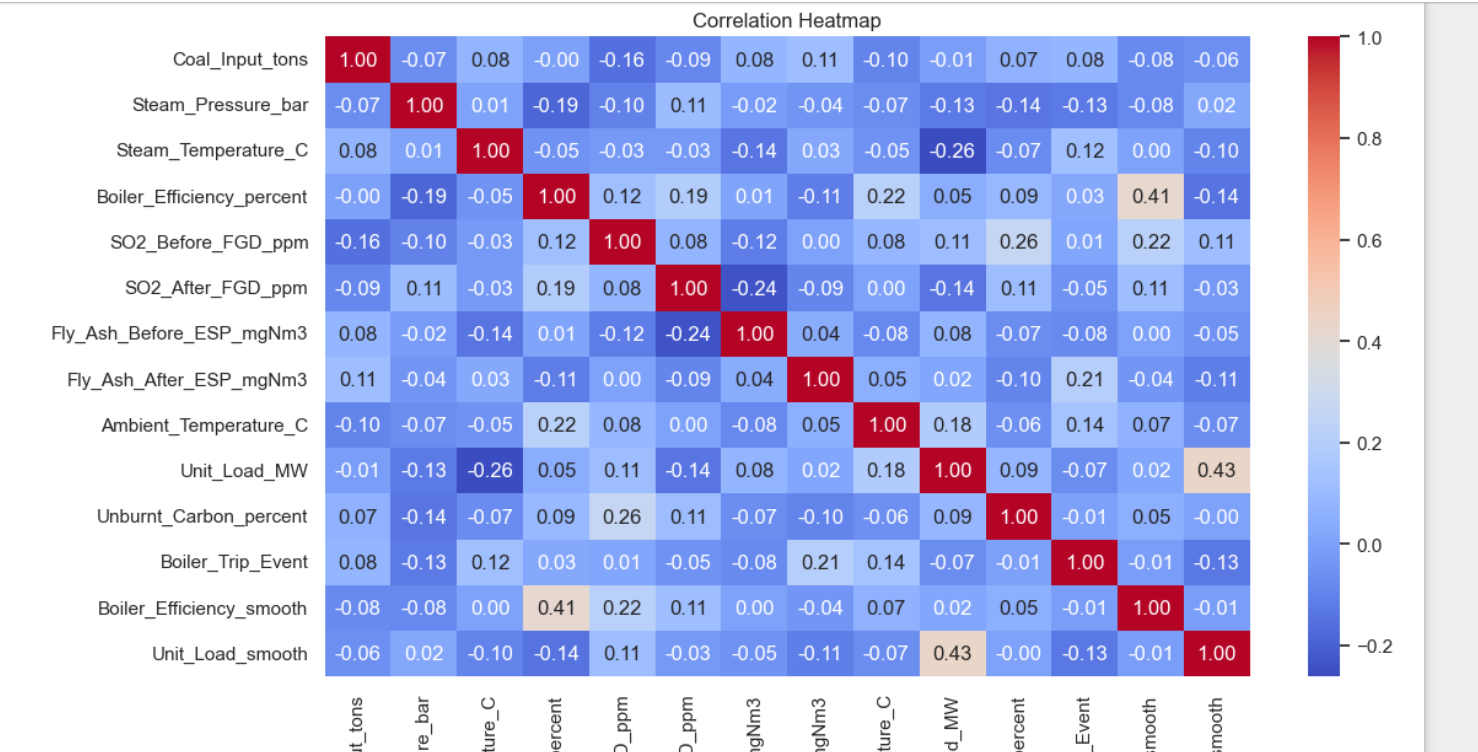 Correlation Heatmap
Coal_Input_tons 1.00 -0.07 0.08 -0.00 -0.16 -0.09 0.08 0.11 -0.10 -0.01 0.07 0.08 -0.08 -0.06
Steam_Pressure_bar -0.07 1.00 0.01 -0.19 -0.10 0.11 -0.02 -0.04 -0.07 -0.13 -0.14 -0.13 -0.08 0.02
Steam_Temperature_C 0.08 0.01 1.00 -0.05 -0.03 -0.03 -0.14 0.03 -0.05 -0.26 -0.07 0.12 0.00 -0.10
Boiler_Efficiency_percent -0.00 -0.19 -0.05 1.00 0.12 0.19 0.01 -0.11 0.22 0.05 0.09 0.03 0.41 -0.14
SO2_Before_FGD_ppm -0.16 -0.10 -0.03 0.12 1.00 0.08 -0.12 0.00 0.08 0.11 0.26 0.01 0.22 0.11
SO2_After_FGD_ppm -0.09 0.11 -0.03 0.19 0.08 1.00 -0.24 -0.09 0.00 -0.14 0.11 -0.05 0.11 -0.03
Fly_Ash_Before_ESP_mgNm3 0.08 -0.02 -0.14 0.01 -0.12 -0.24 1.00 0.04 -0.08 0.08 -0.07 -0.08 0.00 -0.05
Fly_Ash_After_ESP_mgNm3 0.11 -0.04 0.03 -0.11 0.00 -0.09 0.04 1.00 0.05 0.02 -0.10 0.21 -0.04 -0.11
Ambient_Temperature_C -0.10 -0.07 -0.05 0.22 0.08 0.00 -0.08 0.05 1.00 0.18 -0.06 0.14 0.07 -0.07
Unit_Load_MW -0.01 -0.13 -0.26 0.05 0.11 -0.14 0.08 0.02 0.18 1.00 0.09 -0.07 0.02 0.43
Unburnt_Carbon_percent 0.07 -0.14 -0.07 0.09 0.26 0.11 -0.07 -0.10 -0.06 0.09 1.00 -0.01 0.05 -0.00
Boiler_Trip_Event 0.08 -0.13 0.12 0.03 0.01 -0.05 -0.08 0.21 0.14 -0.07 -0.01 1.00 -0.01 -0.13
Boiler_Efficiency_smooth -0.08 -0.08 0.00 0.41 0.22 0.11 0.00 -0.04 0.07 0.02 0.05 -0.01 1.00 -0.01
Unit_Load_smooth -0.06 0.02 -0.10 -0.14 0.11 -0.03 -0.05 -0.11 -0.07 0.43 -0.00 -0.13 -0.01 1.00
ut_tons
re_bar
ture_C
percent
D_ppm
D_ppm
gNm3
gNm3
ture_C
d_MW
percent
_Event
smooth
smooth
1.0
0.8
0.6
0.4
0.2
0.0
−0.2